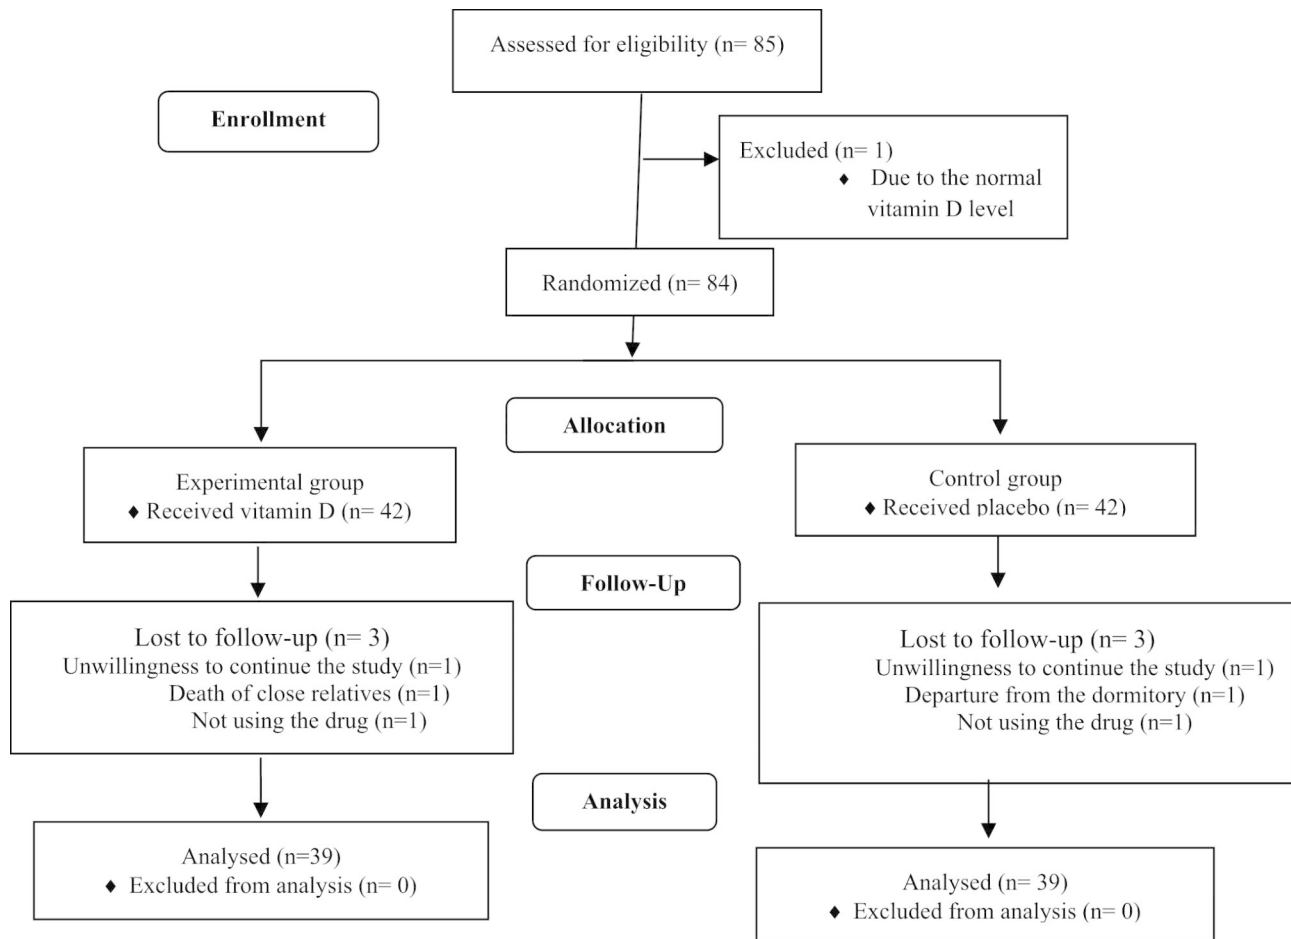 Assessed for eligibility (n= 85)
Enrollment
Excluded (n= 1)
♦ Due to the normal
vitamin D level
Randomized (n= 84)
Allocation
Experimental group
♦ Received vitamin D (n= 42)
Control group
♦ Received placebo (n= 42)
Follow-Up
Lost to follow-up (n= 3)
Unwillingness to continue the study (n=1)
Death of close relatives (n=1)
Not using the drug (n=1)
Lost to follow-up (n= 3)
Unwillingness to continue the study (n=1)
Departure from the dormitory (n=1)
Not using the drug (n=1)
Analysis
Analysed (n=39)
♦ Excluded from analysis (n= 0)
Analysed (n= 39)
♦ Excluded from analysis (n= 0)